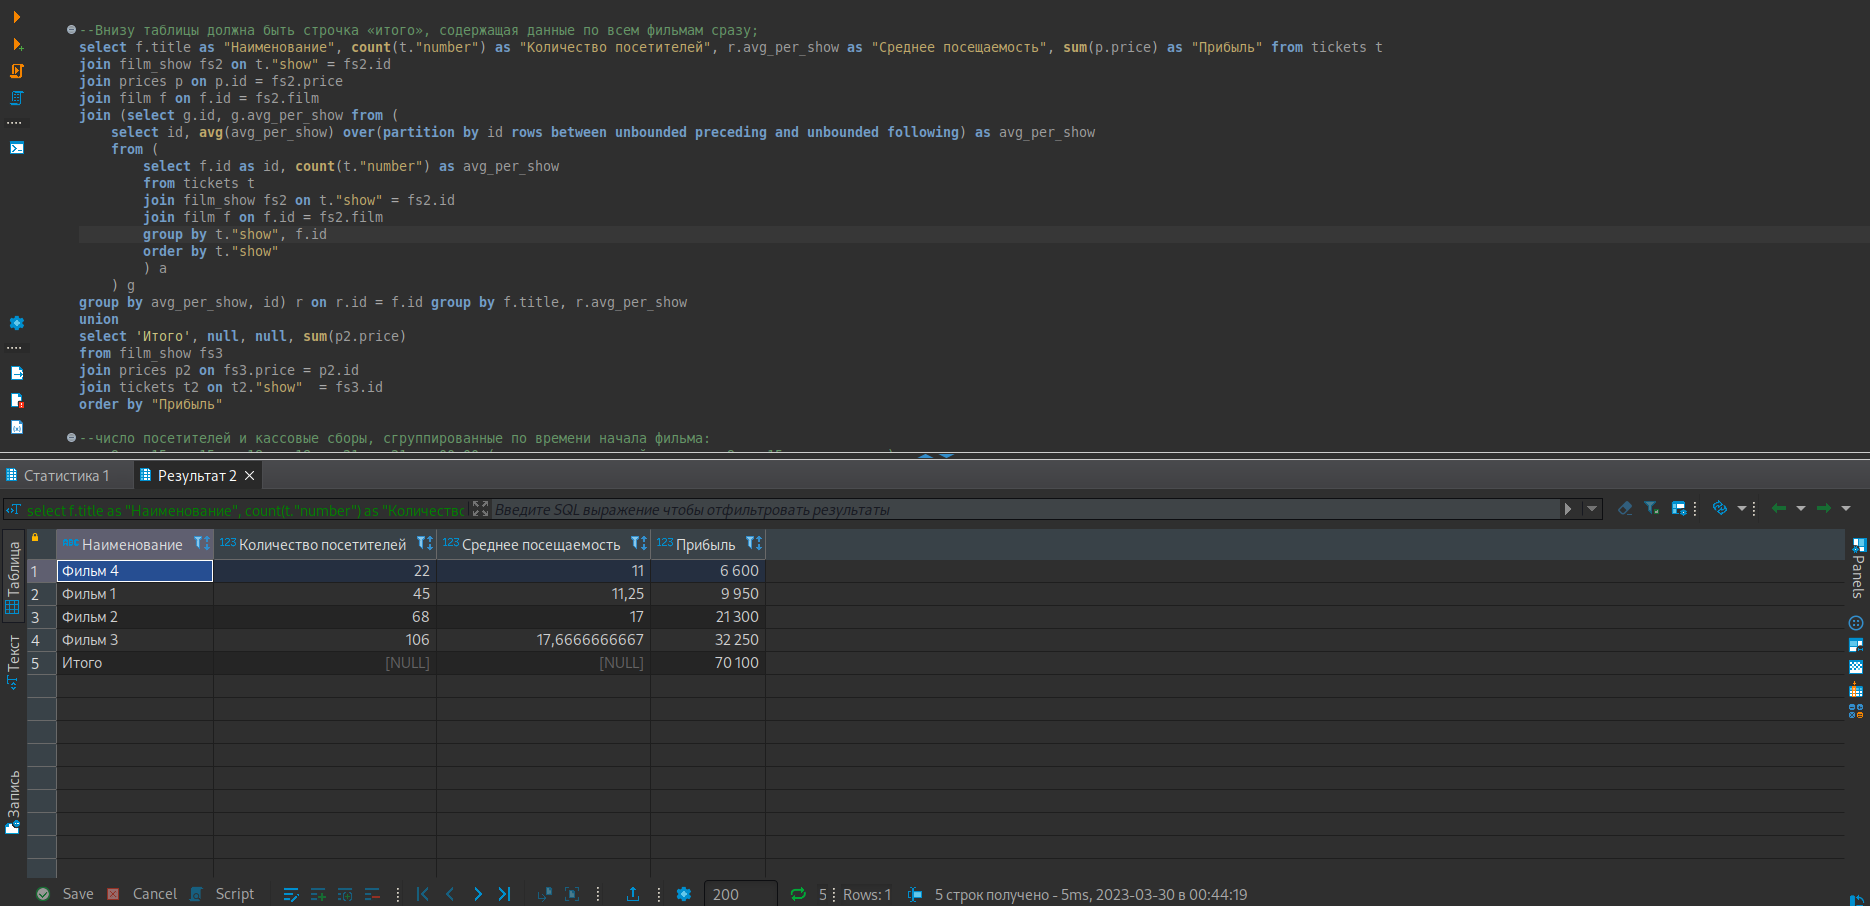 --Внизу таблицы должна быть строчка «итого», содержащая данные по всем фильмам сразу;
select f.title as "Наименование", count(t."number") as "Количество посетителей", r.avg_per_show as "Среднее посещаемость", sum(p.price) as "Прибыль" from tickets t
join film_show fs2 on t."show" = fs2.id
join prices p on p.id = fs2.price
join film f on f.id = fs2.film
join (select g.id, g.avg_per_show from (
select id, avg(avg_per_show) over(partition by id rows between unbounded preceding and unbounded following) as avg_per_show
from (
select f.id as id, count(t."number") as avg_per_show
from tickets t
join film_show fs2 on t."show" = fs2.id
join film f on f.id = fs2.film
group by t."show", f.id
order by t."show"
) a
) g
group by avg_per_show, id) r on r.id = f.id group by f.title, r.avg_per_show
union
select 'Итого', null, null, sum(p2.price)
from film_show fs3
join prices p2 on fs3.price = p2.id
join tickets t2 on t2."show"  = fs3.id
order by "Прибыль"
--число посетителей и кассовые сборы, сгруппированные по времени начала фильма:
Статистика 1 Результат 2
select f.title as "Наименование", count(t."number") as "Количество Введите SQL выражение чтобы отфильтровать результаты
Наименование 123 Количество посетителей 123 Среднее посещаемость 123 Прибыль
1 Фильм 4 22 11 6 600
2 Фильм 1 45 11,25 9 950
3 Фильм 2 68 17 21 300
4 Фильм 3 106 17,6666666667 32 250
5 Итого [NULL] [NULL] 70 100
Таблица
Текст
Запись
Panels
Save Cancel Script 200 5 Rows: 1 5 строк получено - 5ms, 2023-03-30 в 00:44:19